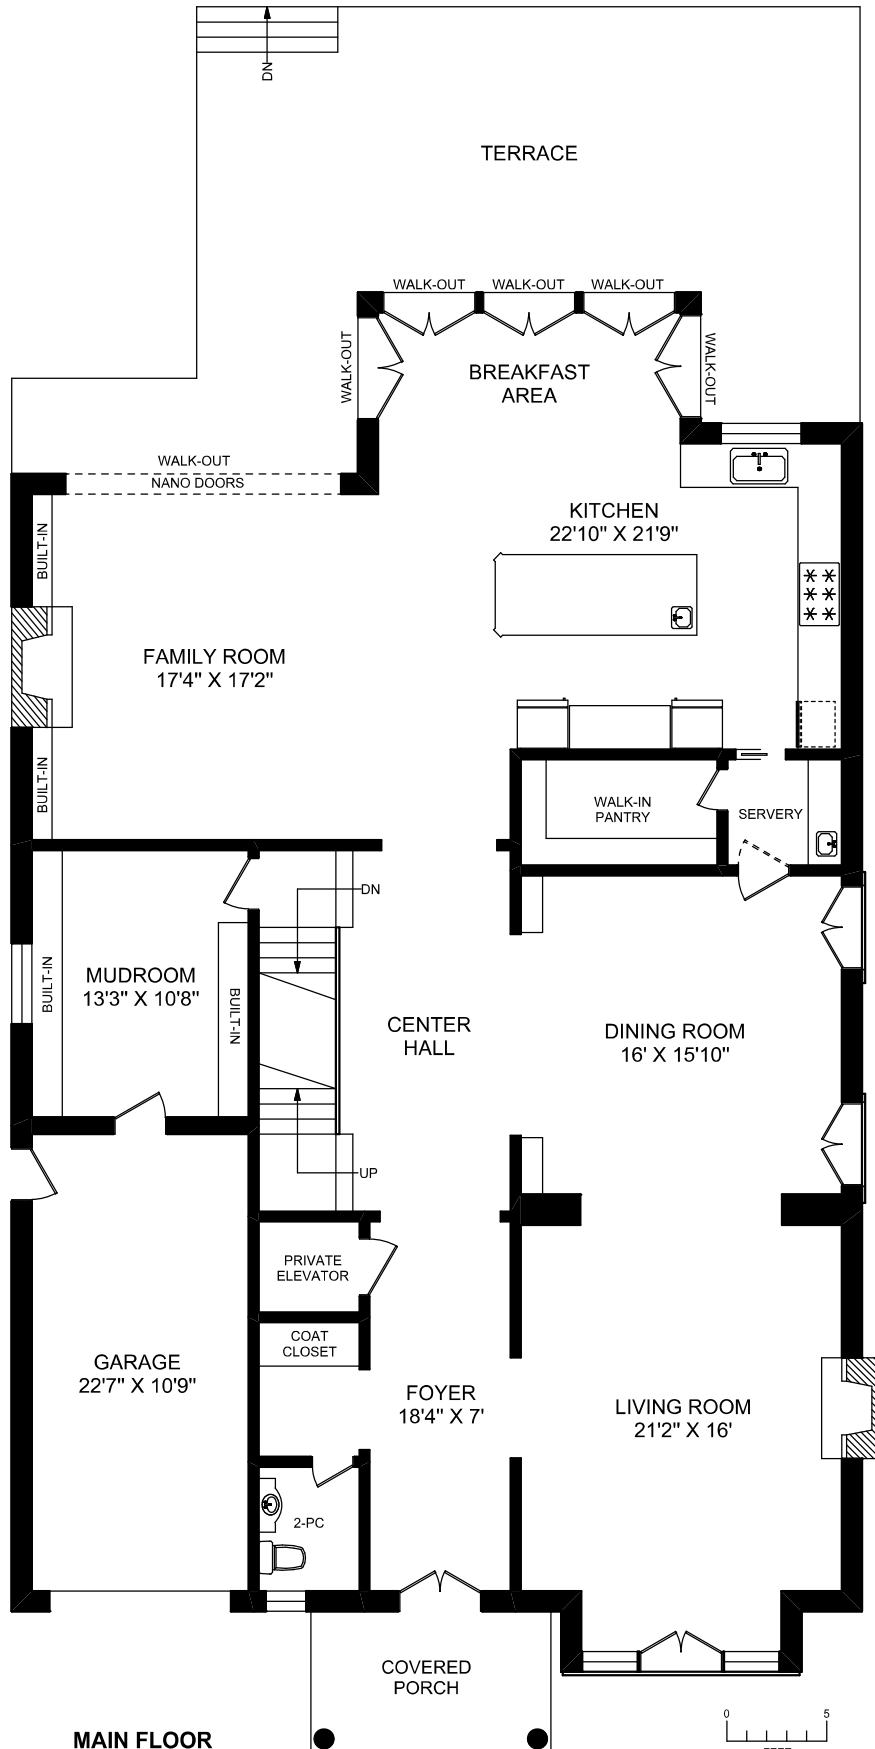 DN
TERRACE
WALK-OUT
WALK-OUT
WALK-OUT
WALK-OUT
WALK-OUT
BREAKFAST
AREA
WALK-OUT
NANO DOORS
BUILT-IN
KITCHEN
22'10" X 21'9"
FAMILY ROOM
17'4" X 17'2"
BUILT-IN
WALK-IN
PANTRY
SERVERY
DN
BUILT-IN
MUDROOM
13'3" X 10'8"
BUILT-IN
CENTER
HALL
DINING ROOM
16' X 15'10"
UP
PRIVATE
ELEVATOR
COAT
CLOSET
GARAGE
22'7" X 10'9"
FOYER
18'4" X 7'
LIVING ROOM
21'2" X 16'
2-PC
COVERED
PORCH
0 5
MAIN FLOOR